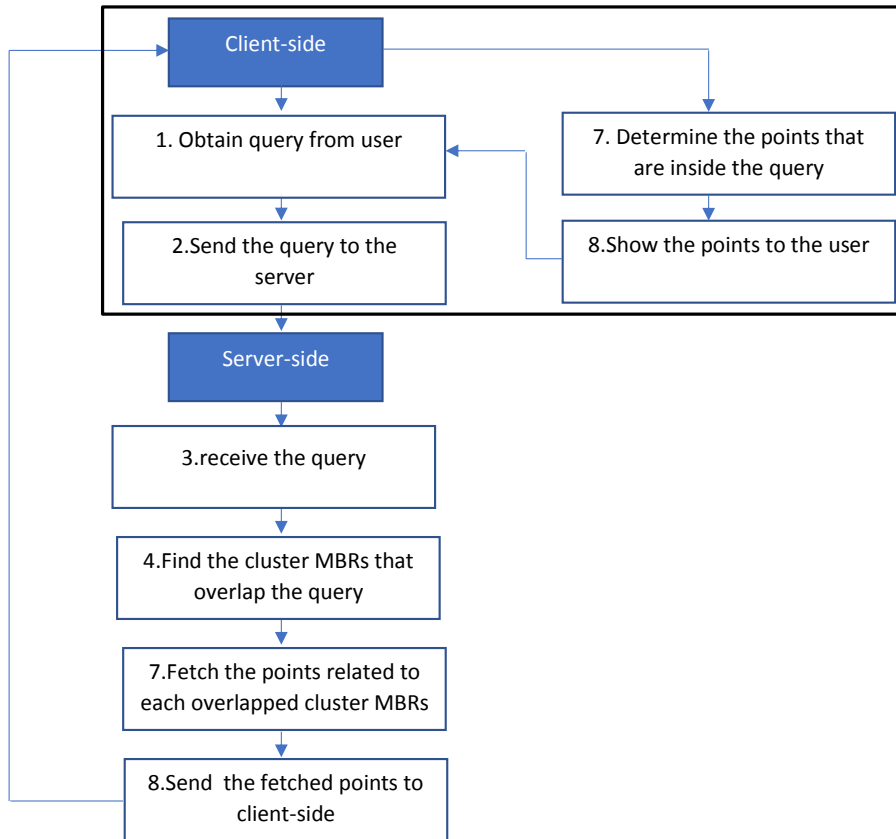 Client-side
1. Obtain query from user
2.Send the query to the
server
7. Determine the points that
are inside the query
8.Show the points to the user
Server-side
3.receive the query
4.Find the cluster MBRs that
overlap the query
7.Fetch the points related to
each overlapped cluster MBRs
8.Send  the fetched points to
client-side